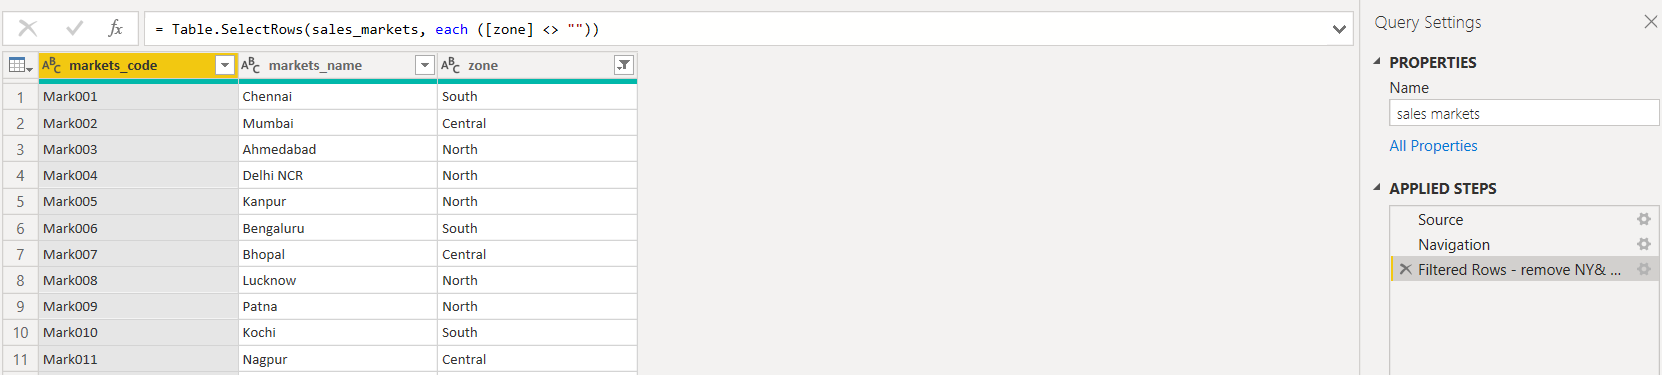 fx = Table.SelectRows(sales_markets, each ([zone] <> ""))
ABC markets_code ABC markets_name ABC zone
1 Mark001 Chennai South
2 Mark002 Mumbai Central
3 Mark003 Ahmedabad North
4 Mark004 Delhi NCR North
5 Mark005 Kanpur North
6 Mark006 Bengaluru South
7 Mark007 Bhopal Central
8 Mark008 Lucknow North
9 Mark009 Patna North
10 Mark010 Kochi South
11 Mark011 Nagpur Central
Query Settings
PROPERTIES
Name
sales markets
All Properties
APPLIED STEPS
Source
Navigation
Filtered Rows - remove NY& ...